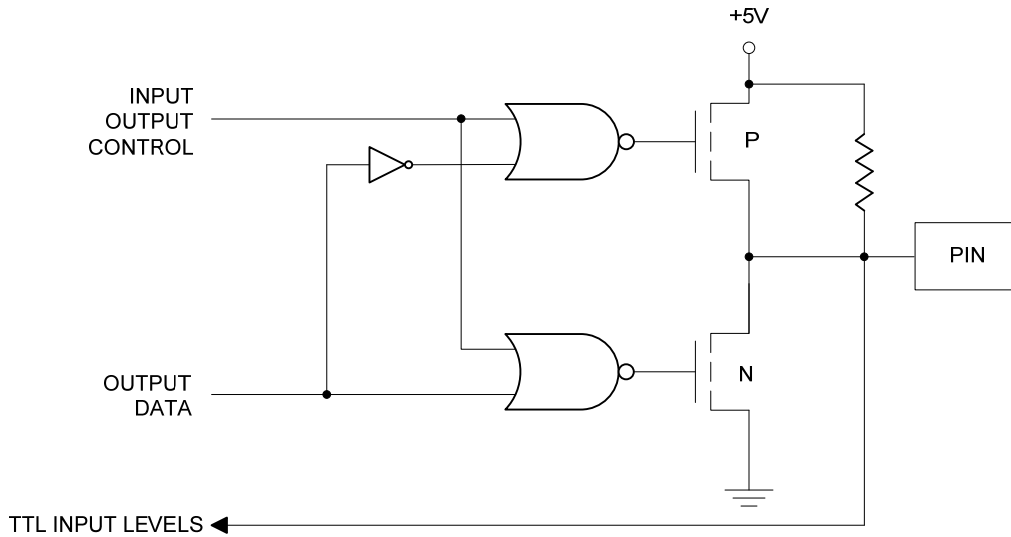 +5V
INPUT
OUTPUT
CONTROL
P
PIN
N
OUTPUT
DATA
TTL INPUT LEVELS